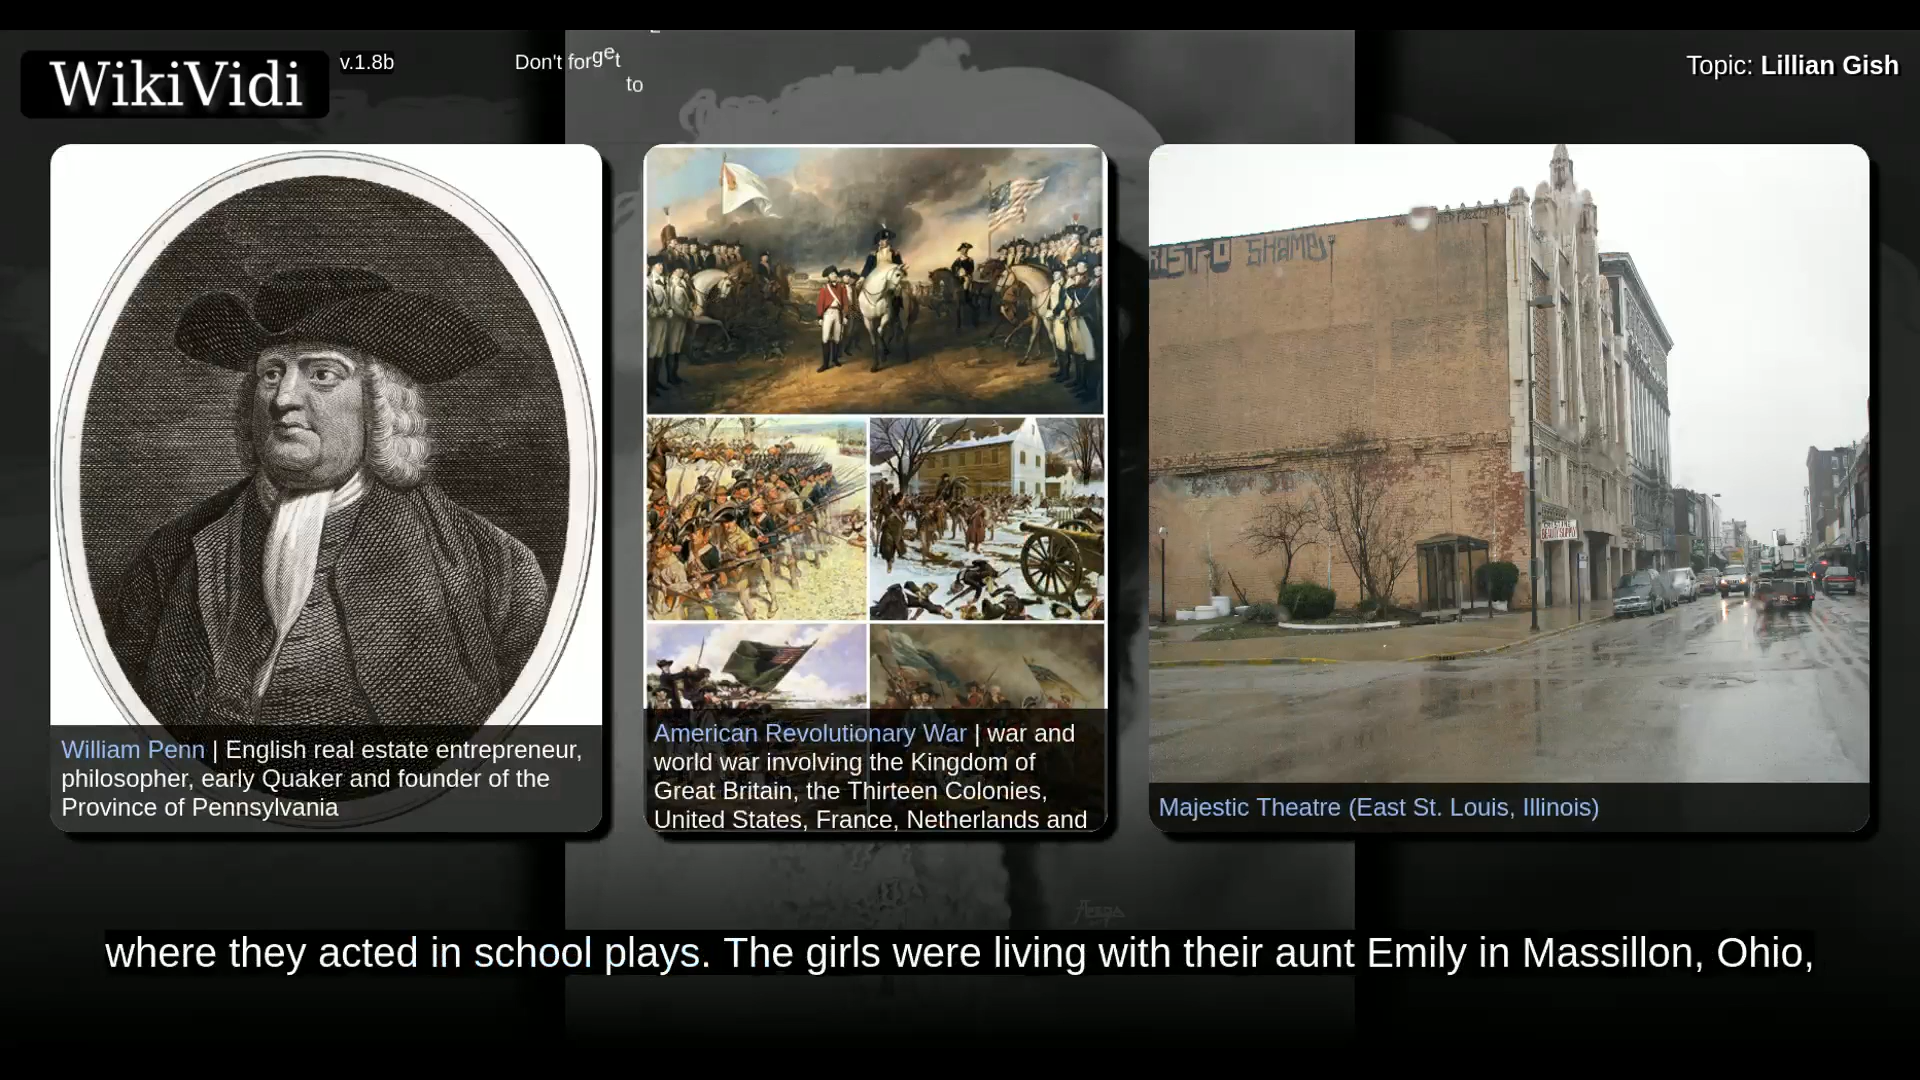 WikiVidi
v.1.8b
Don't forget
to
Topic: Lillian Gish
SHAMP
BEAUTY SUPPLY
William Penn | English real estate entrepreneur,
philosopher, early Quaker and founder of the
Province of Pennsylvania
American Revolutionary War | war and
world war involving the Kingdom of
Great Britain, the Thirteen Colonies,
United States, France, Netherlands and
Majestic Theatre (East St. Louis, Illinois)
where they acted in school plays. The girls were living with their aunt Emily in Massillon, Ohio,